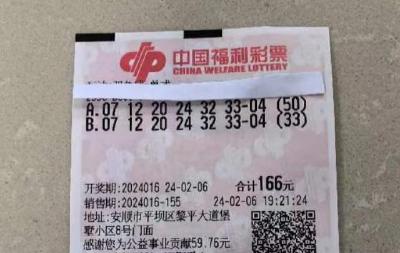 中国福利彩票
CHINA WELFARE LOTTERY
A.07 12 20 24 32 33-04 (50)
B.07 12 20 24 32 33-04 (33)
开奖期:2024016 24-02-06 合计166元
销售期:2024016-155 24-02-06 19:21:24
地址:安顺市平坝区黎平大道堡
墅小区8号门面
感谢您为公益事业贡献59.76元